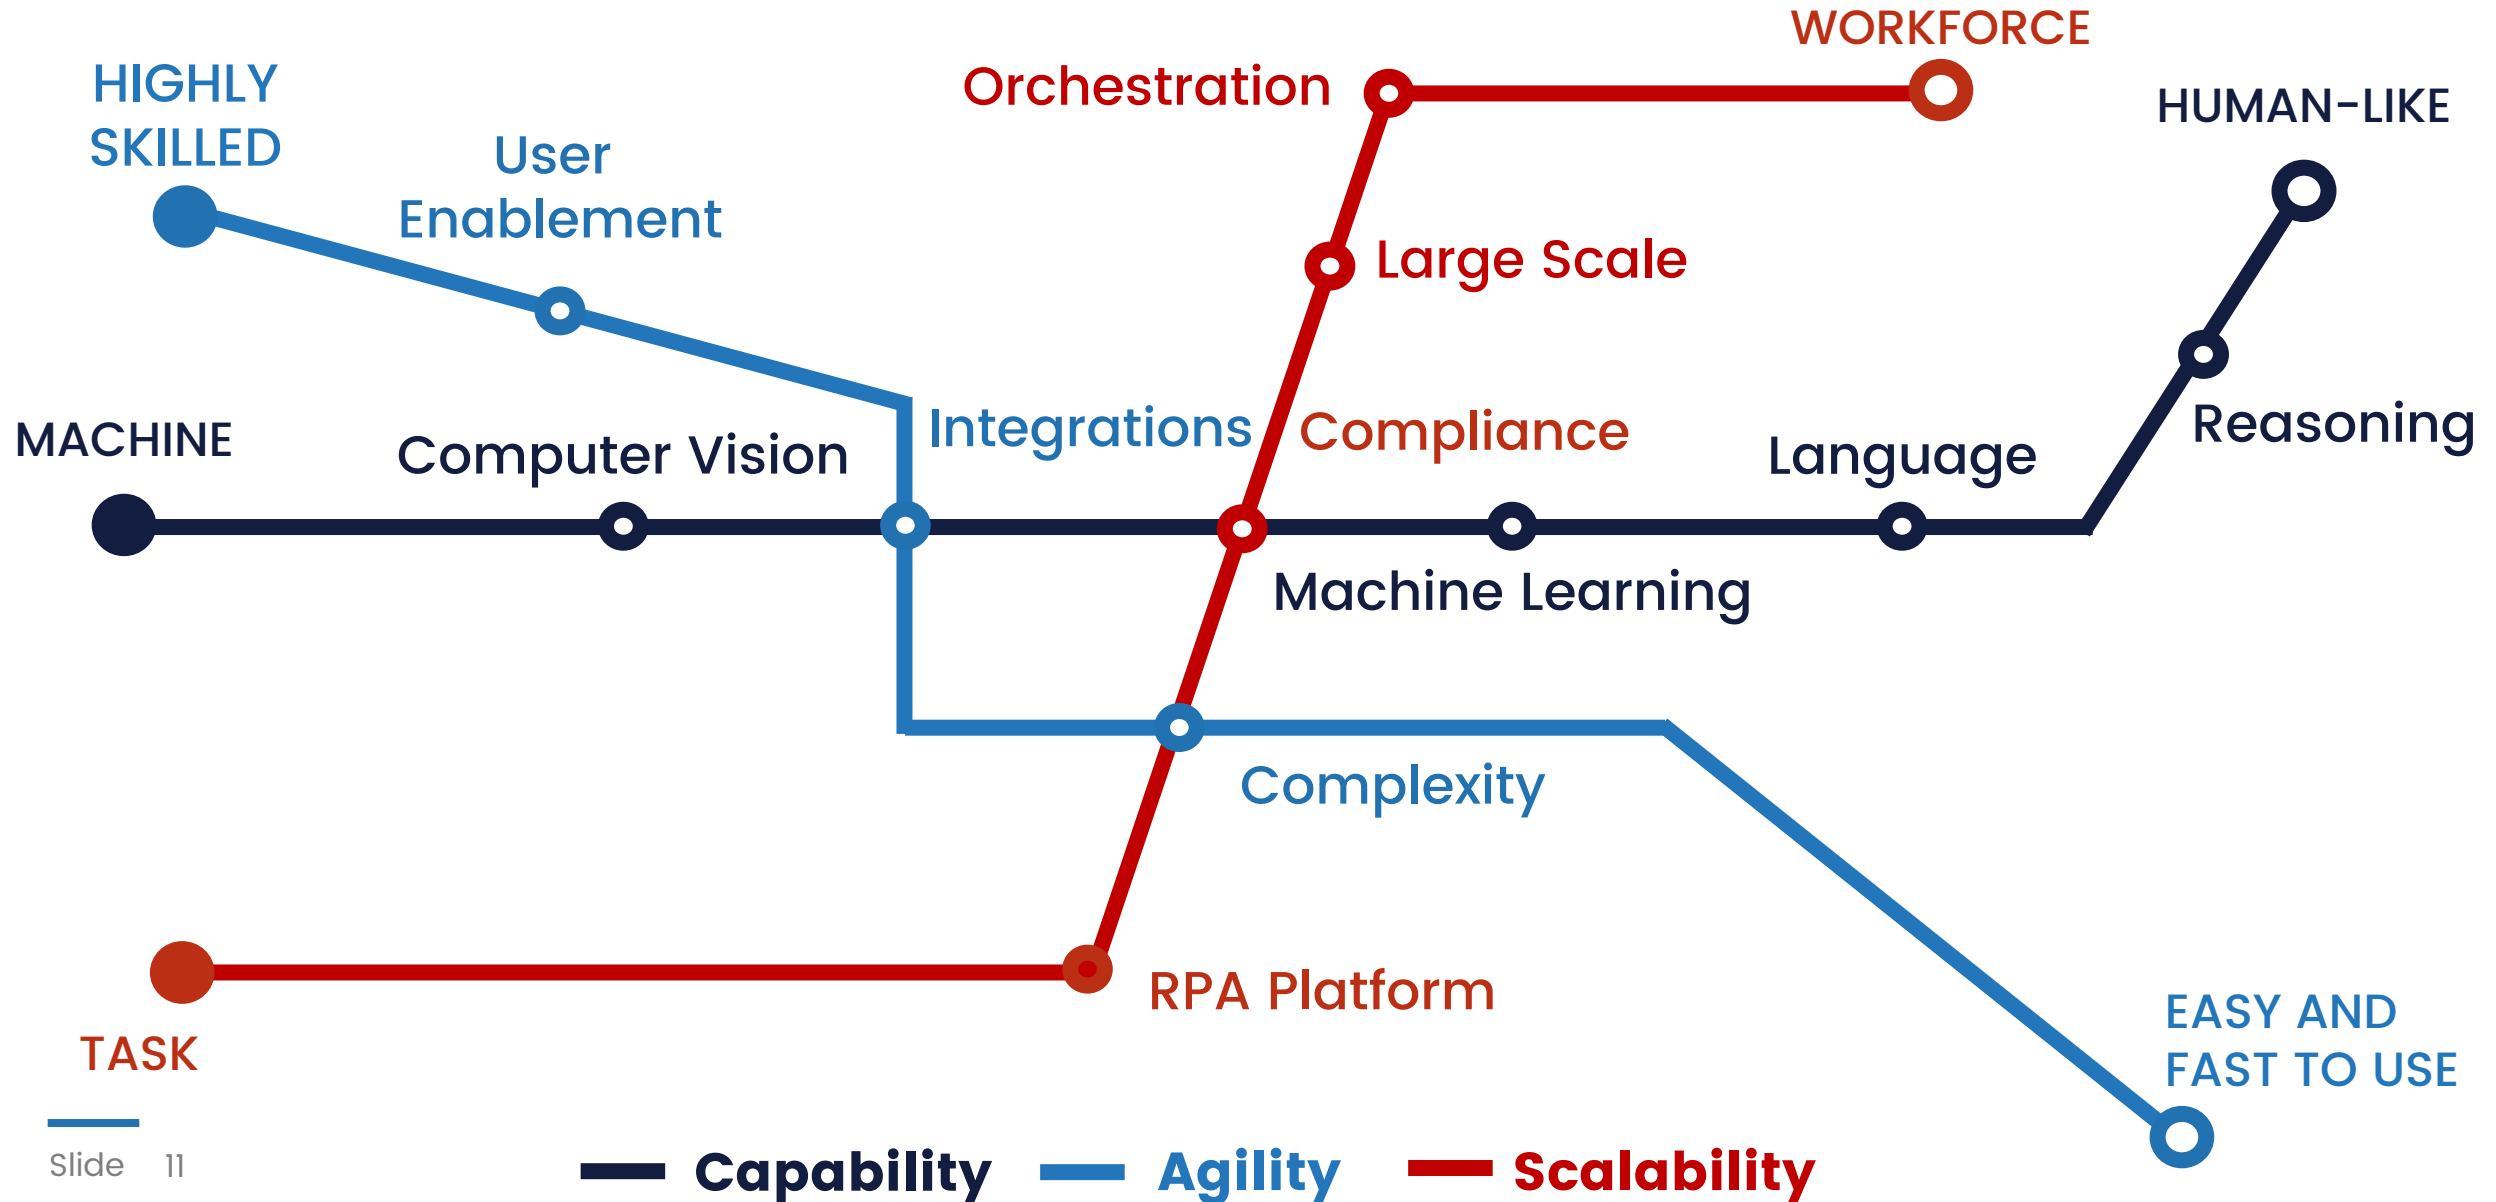 WORKFORCE
HIGHLY
SKILLED
Orchestration
HUMAN-LIKE
User
Enablement
Large Scale
MACHINE
Computer Vision
Integrations
Compliance
Language
Reasoning
Machine Learning
Complexity
RPA Platform
TASK
EASY AND
FAST TO USE
Slide 11
Capability
Agility
Scalability